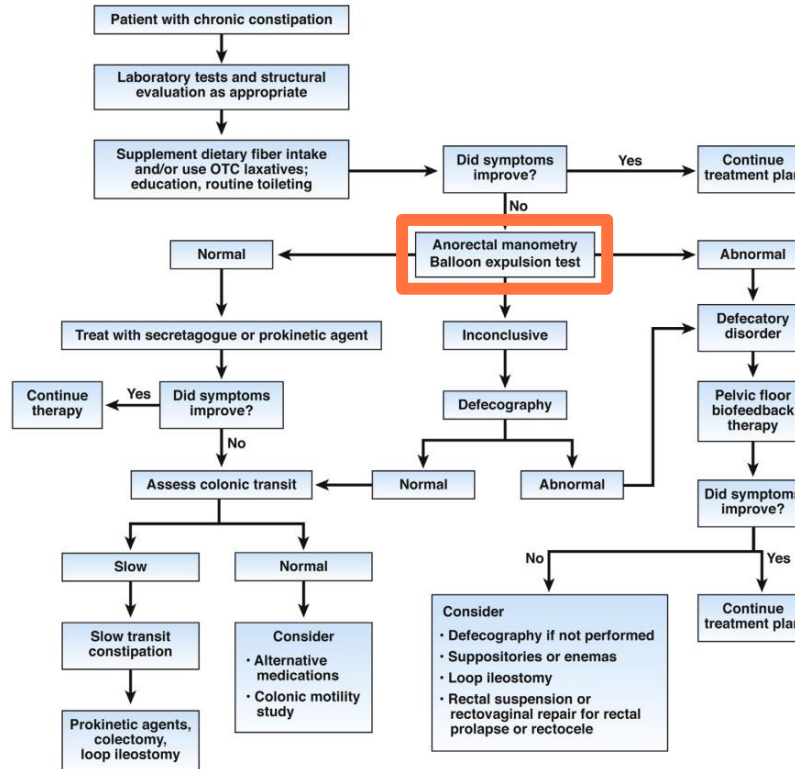 Patient with chronic constipation
Laboratory tests and structural
evaluation as appropriate
Supplement dietary fiber intake
and/or use OTC laxatives;
education, routine toileting
Did symptoms
improve?
Yes
Continue
treatment plan
No
Normal
Anorectal manometry
Balloon expulsion test
Abnormal
Treat with secretagogue or prokinetic agent
Inconclusive
Defecatory
disorder
Continue
therapy
Yes
Did symptoms
improve?
Defecography
Pelvic floor
biofeedback
therapy
No
Assess colonic transit
Normal
Abnormal
Did symptoms
improve?
Slow
Normal
No
Yes
Slow transit
constipation
Consider
· Alternative
medications
· Colonic motility
study
Consider
· Defecography if not performed
· Suppositories or enemas
· Loop ileostomy
· Rectal suspension or
rectovaginal repair for rectal
prolapse or rectocele
Continue
treatment plan
Prokinetic agents,
colectomy,
loop ileostomy